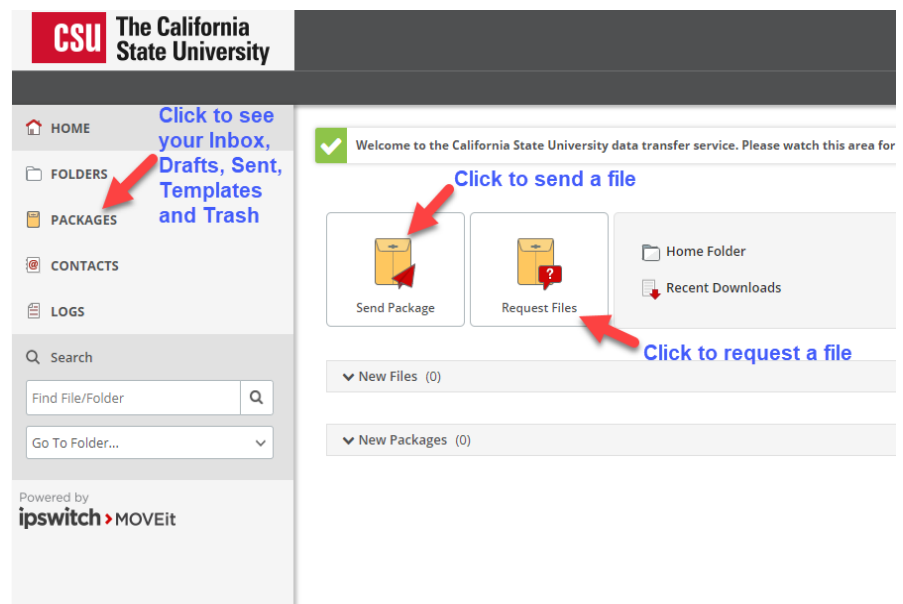 CSU The California
State University
HOME
FOLDERS
PACKAGES
CONTACTS
LOGS
Click to see
your Inbox,
Drafts, Sent,
Templates
and Trash
Search
Find File/Folder
Go To Folder...
Powered by
ipswitch MOVEit
Welcome to the California State University data transfer service. Please watch this area for
Click to send a file
Send Package
Request Files
Home Folder
Recent Downloads
Click to request a file
New Files (0)
New Packages (0)